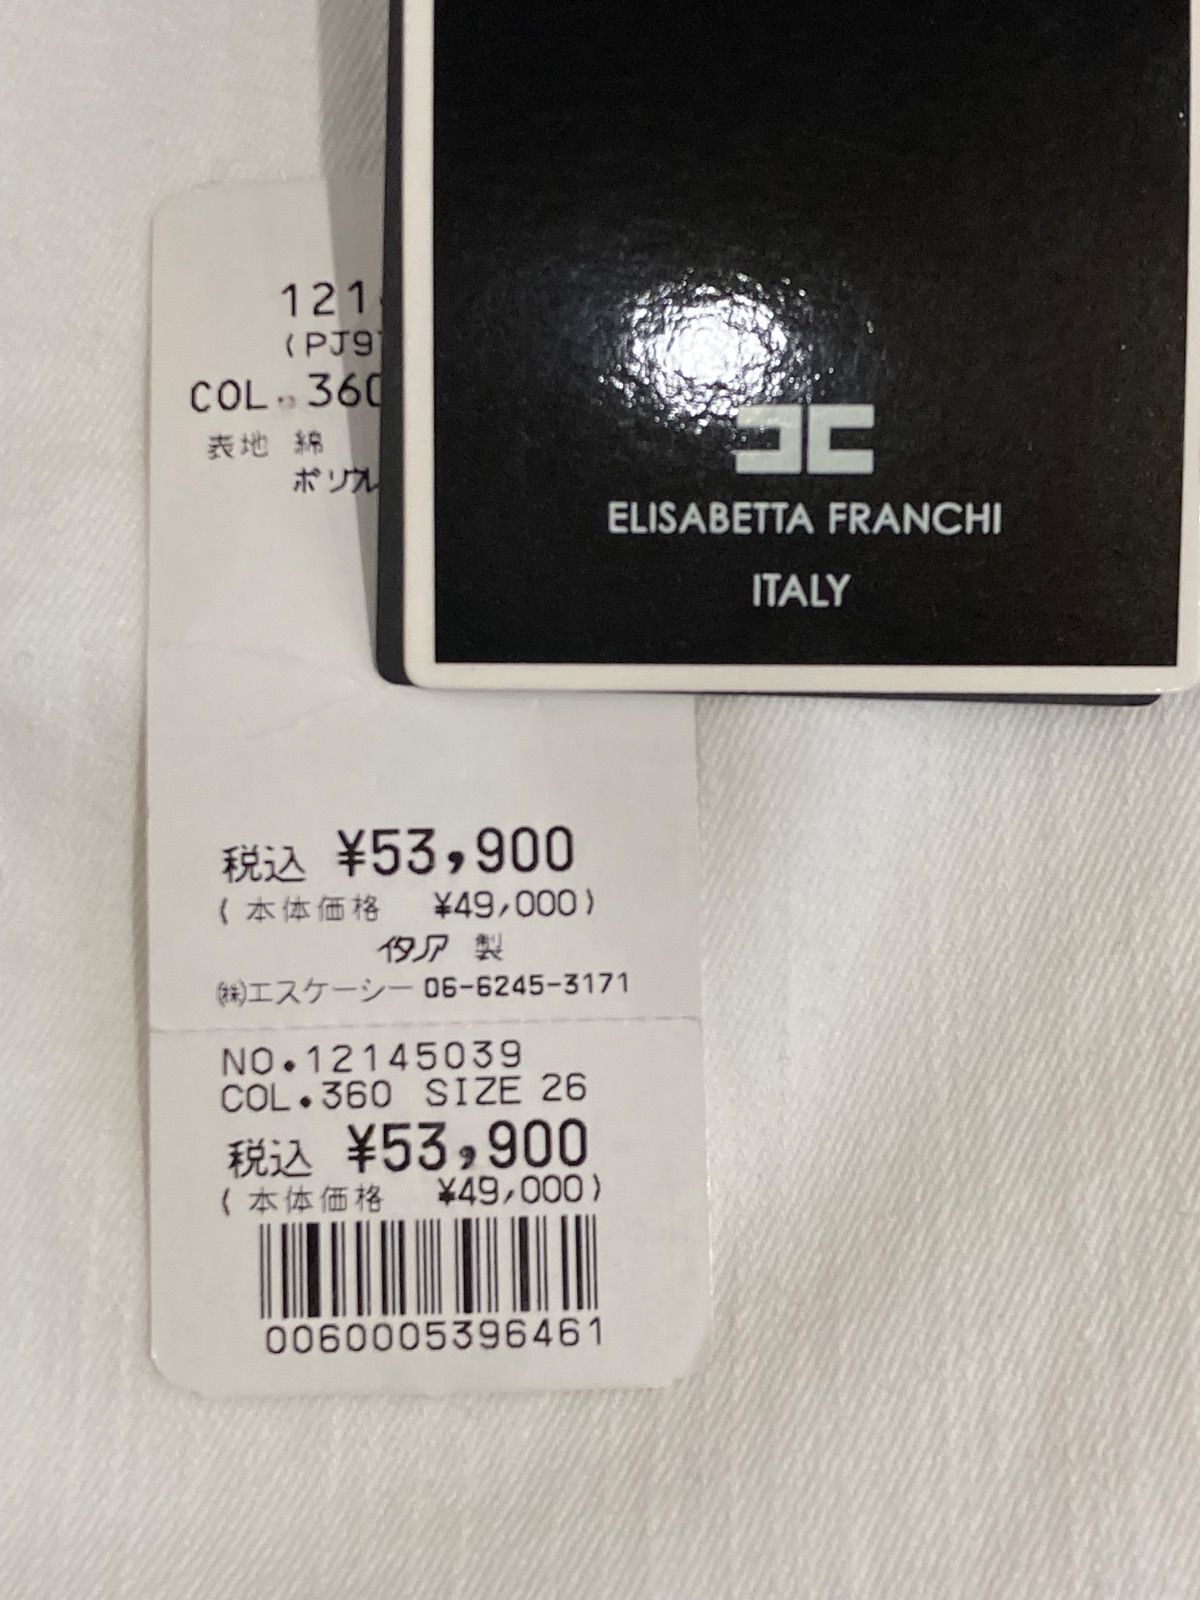 121
(PJ9
COL. 360
表地 綿
ポリウレ
ELISABETTA FRANCHI
ITALY
税込 ¥53,900
(本体価格 ¥49,000)
イタリア 製
㈱エスケーシー 06-6245-3171
NO.12145039
COL.360 SIZE 26
税込 ¥53,900
(本体価格 ¥49,000)
0060005396461